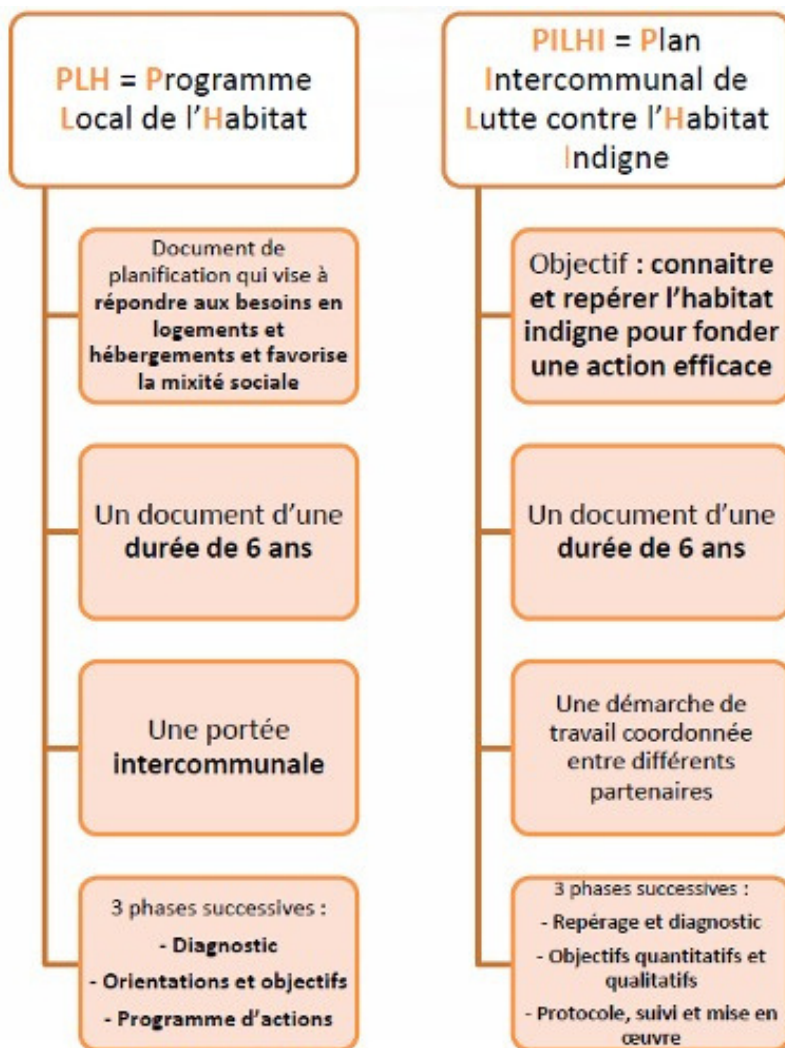 PLH = Programme
Local de l'Habitat
Document de
planification qui vise à
répondre aux besoins en
logements et
hébergements et favorise
la mixité sociale
Un document d'une
durée de 6 ans
Une portée
intercommunale
3 phases successives :
- Diagnostic
- Orientations et objectifs
- Programme d'actions
PILHI = Plan
Intercommunal de
Lutte contre l'Habitat
Indigne
Objectif : connaitre
et repérer l'habitat
indigne pour fonder
une action efficace
Un document d'une
durée de 6 ans
Une démarche de
travail coordonnée
entre différents
partenaires
3 phases successives :
- Repérage et diagnostic
- Objectifs quantitatifs et
qualitatifs
- Protocole, suivi et mise en
œuvre